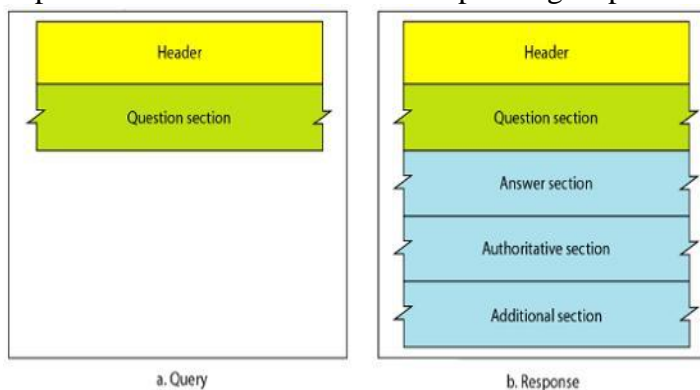 Header
Question section
a. Query
Header
Question section
Answer section
Authoritative section
Additional section
b. Response